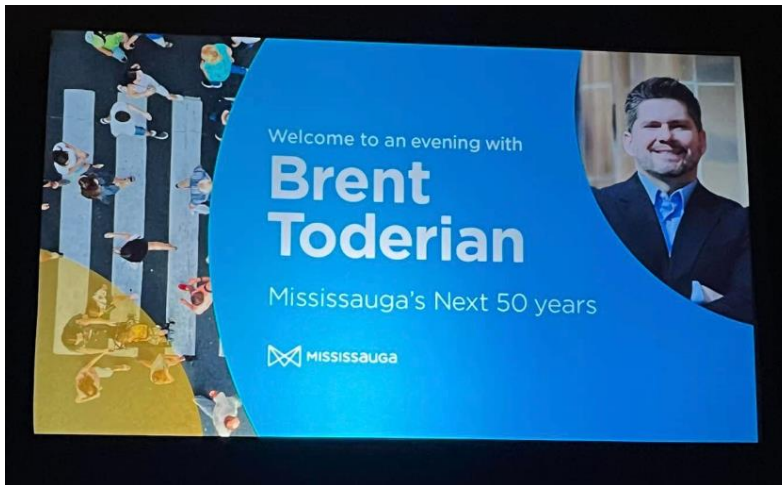 Welcome to an evening with
Brent
Toderian
Mississauga's Next 50 years
MISSISSAUGA